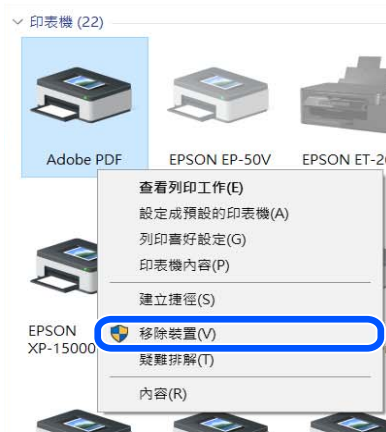 印表機 (22)
Adobe PDF
EPSON EP-50V
EPSON ET-26
查看列印工作(E)
設定成預設的印表機(A)
列印喜好設定(G)
印表機內容(P)
建立捷徑(S)
EPSON
XP-15000
移除裝置(V)
疑難排解(T)
內容(R)